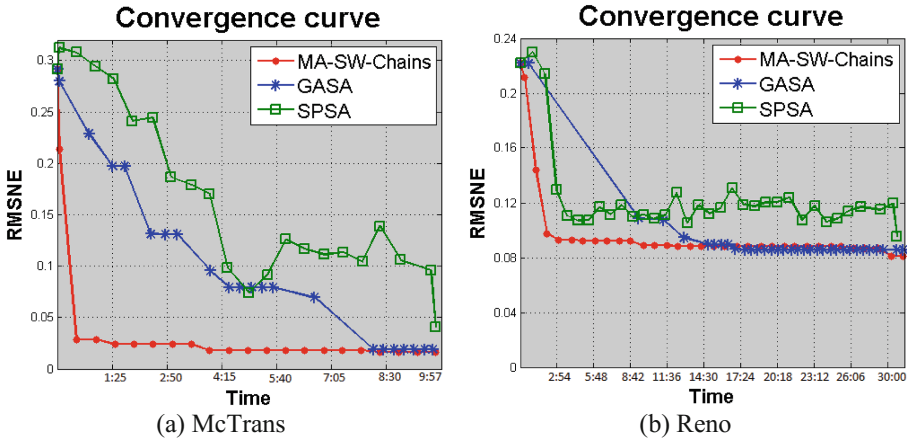 Convergence curve
0.3
0.25
0.2
0.15
0.1
0.05
0
RMSNE
MA-SW-Chains
GASA
SPSA
1:25 2:50 4:15 5:40 7:05 8:30 9:57
Time
(a) McTrans
Convergence curve
0.24
0.2
0.16
0.12
0.08
0.04
0
RMSNE
MA-SW-Chains
GASA
SPSA
2:54 5:48 8:42 11:36 14:30 17:24 20:18 23:12 26:06 30:00
Time
(b) Reno